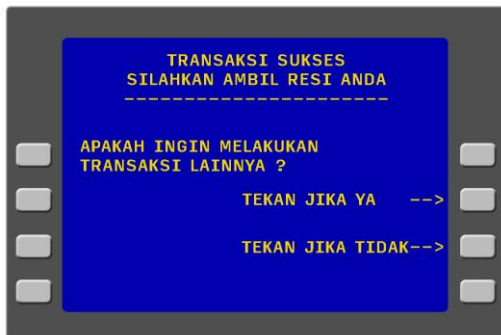 TRANSAKSI SUKSES
SILAHKAN AMBIL RESI ANDA
----------------------
APAKAH INGIN MELAKUKAN
TRANSAKSI LAINNYA ?
TEKAN JIKA YA -->
TEKAN JIKA TIDAK-->